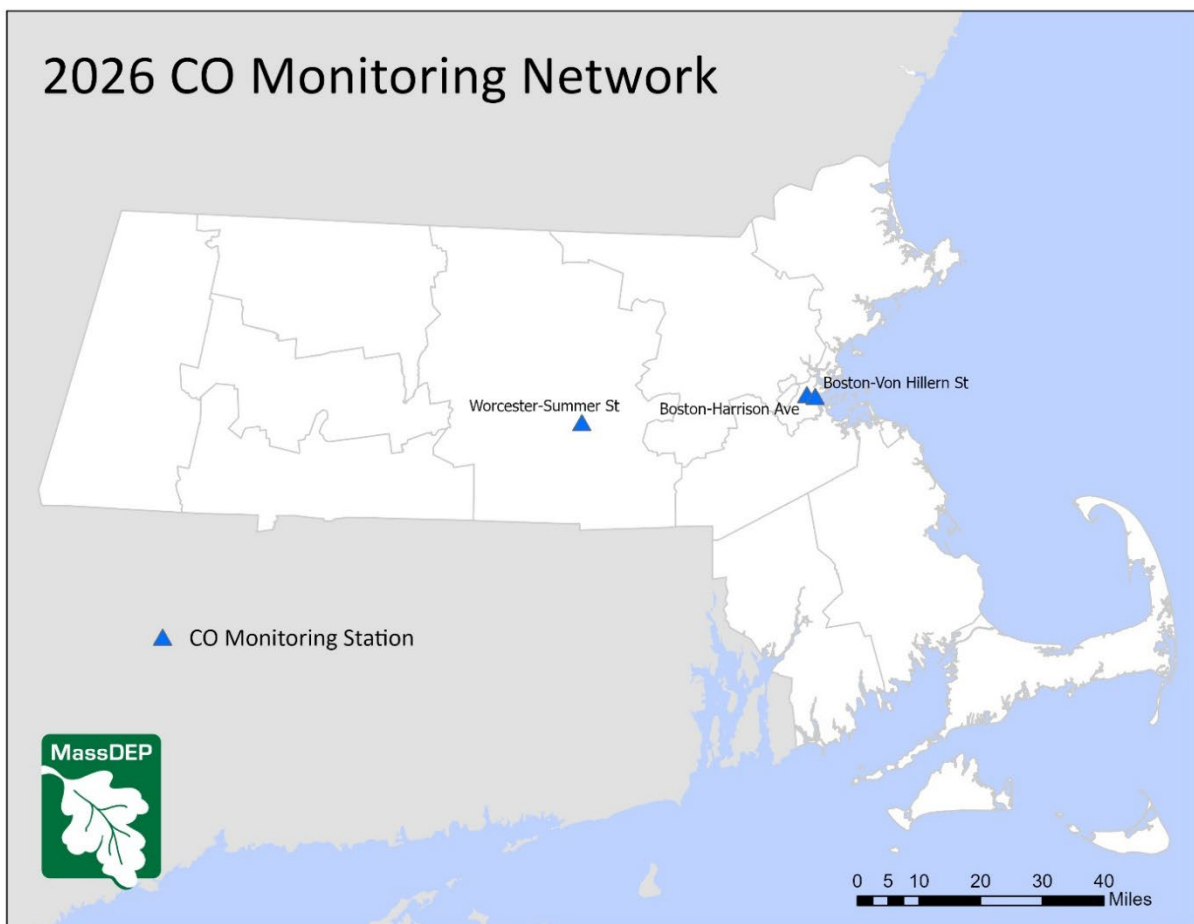 2026 CO Monitoring Network
Boston-Von Hillern St
Worcester-Summer St
Boston-Harrison Ave
CO Monitoring Station
MassDEP
0 5 10 20 30 40
Miles